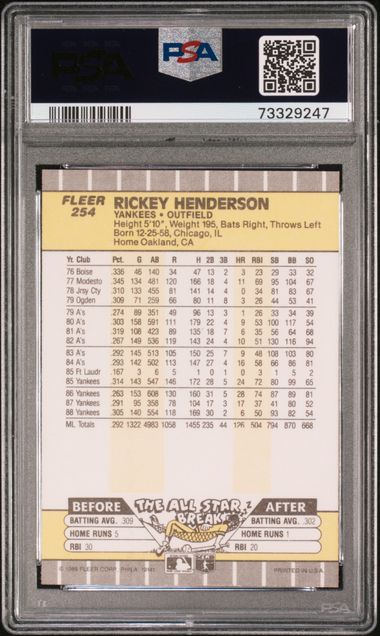 PSA
PSA
73329247
FLEER
254
RICKEY HENDERSON
YANKEES • OUTFIELD
Height 5'10", Weight 195, Bats Right, Throws Left
Born 12-25-58, Chicago, IL
Home Oakland, CA
Yr. Club Pct. G AB R H 2B 3B HR RBI SB BB SO
76 Boise .336 46 140 34 47 13 2 3 23 29 33 32
77 Modesto .345 134 481 120 166 18 4 11 69 95 104 67
78 Jrsy Cty .310 133 455 81 141 14 4 0 34 81 83 67
79 Ogden .309 71 259 66 80 11 8 3 26 44 53 41
79 A's .274 89 351 49 96 13 3 1 26 33 34 39
80 A's .303 158 591 111 179 22 4 9 53 100 117 54
81 A's .319 108 423 89 135 18 7 6 35 56 64 68
82 A's .267 149 536 119 143 24 4 10 51 130 116 94
83 A's .292 145 513 105 150 25 7 9 48 108 103 80
84 A's .293 142 502 113 147 27 4 16 58 66 86 81
85 Ft Laudr .167 3 6 5 1 0 1 0 3 1 5 2
85 Yankees .314 143 547 146 172 28 5 24 72 80 99 65
86 Yankees .263 153 608 130 160 31 5 28 74 87 89 81
87 Yankees .291 95 358 78 104 17 3 17 37 41 80 52
88 Yankees .305 140 554 118 169 30 2 6 50 93 82 54
ML Totals .292 1322 4983 1058 1455 235 44 126 504 794 870 668
BEFORE THE ALL STAR BREAK AFTER
BATTING AVG. .309 BATTING AVG. .302
HOME RUNS 5 HOME RUNS 1
RBI 30 RBI 20
© 1989 FLEER CORP. PHILA. 19141 PRINTED IN U.S.A.